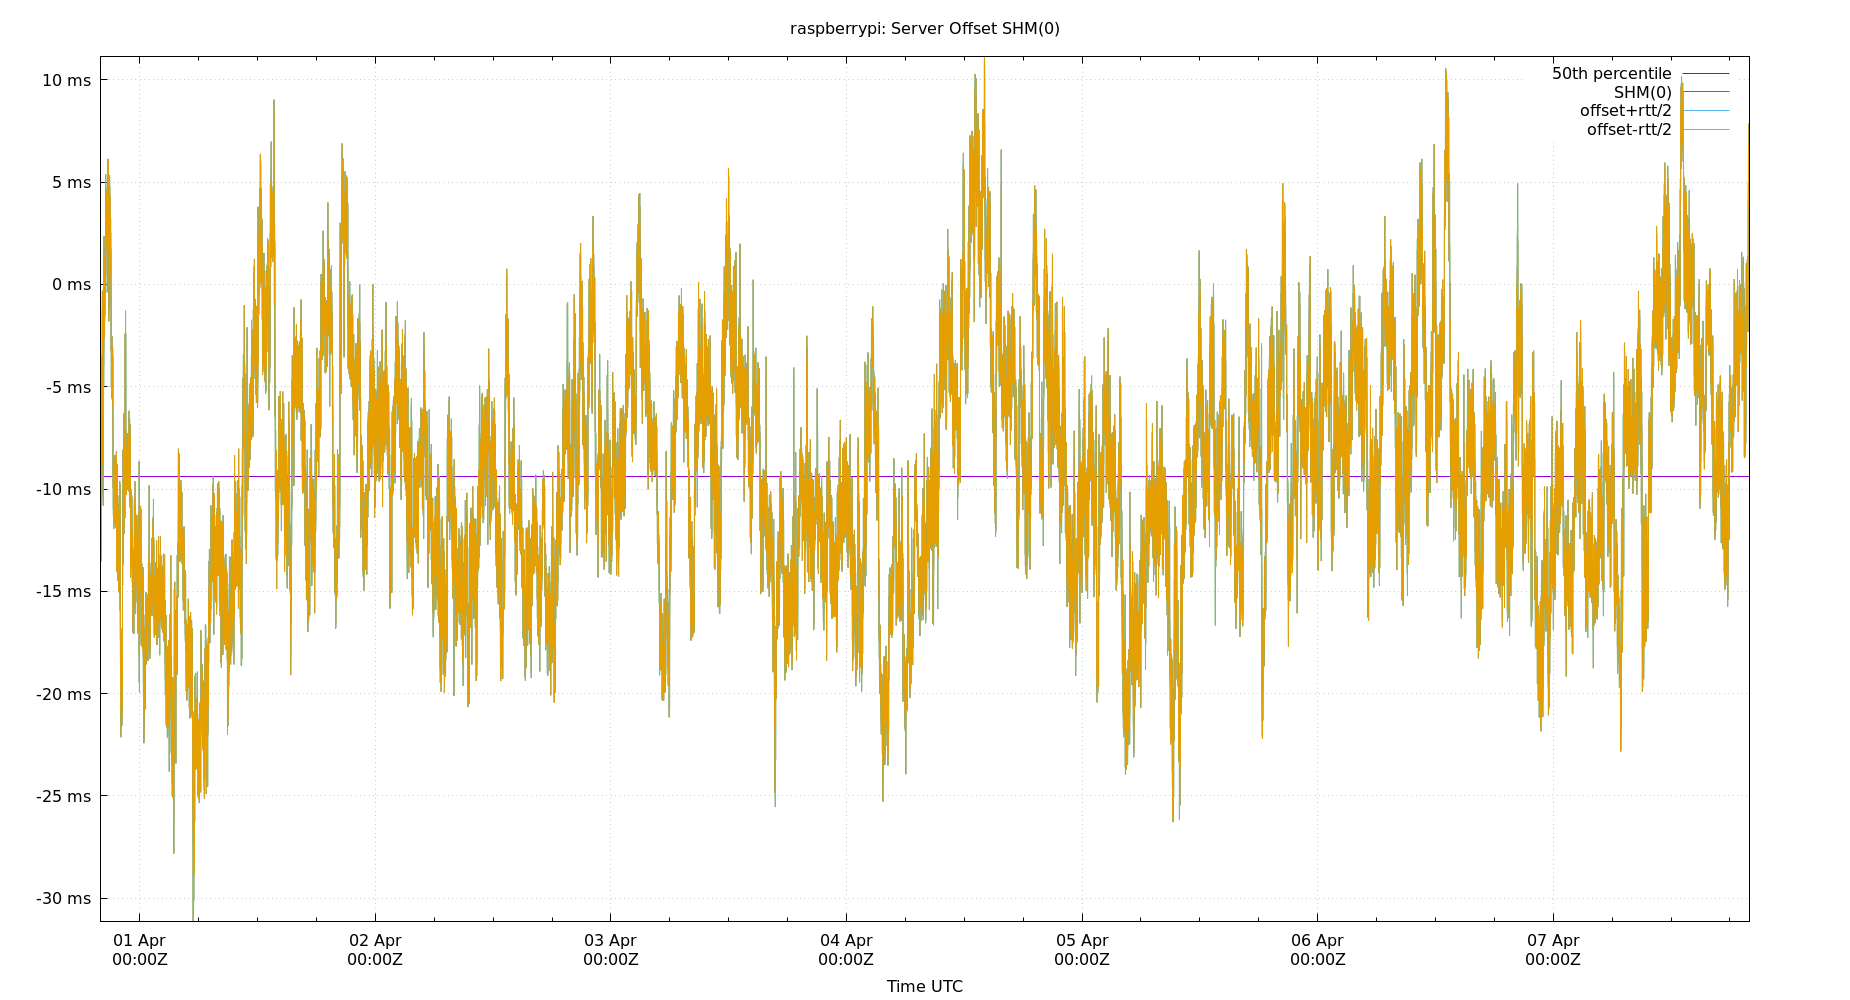 raspberrypi: Server Offset SHM(0)
10 ms
5 ms
0 ms
-5 ms
-10 ms
-15 ms
-20 ms
-25 ms
-30 ms
50th percentile
SHM(0)
offset+rtt/2
offset-rtt/2
01 Apr 02 Apr 03 Apr 04 Apr 05 Apr 06 Apr 07 Apr
00:00Z 00:00Z 00:00Z 00:00Z 00:00Z 00:00Z 00:00Z
Time UTC